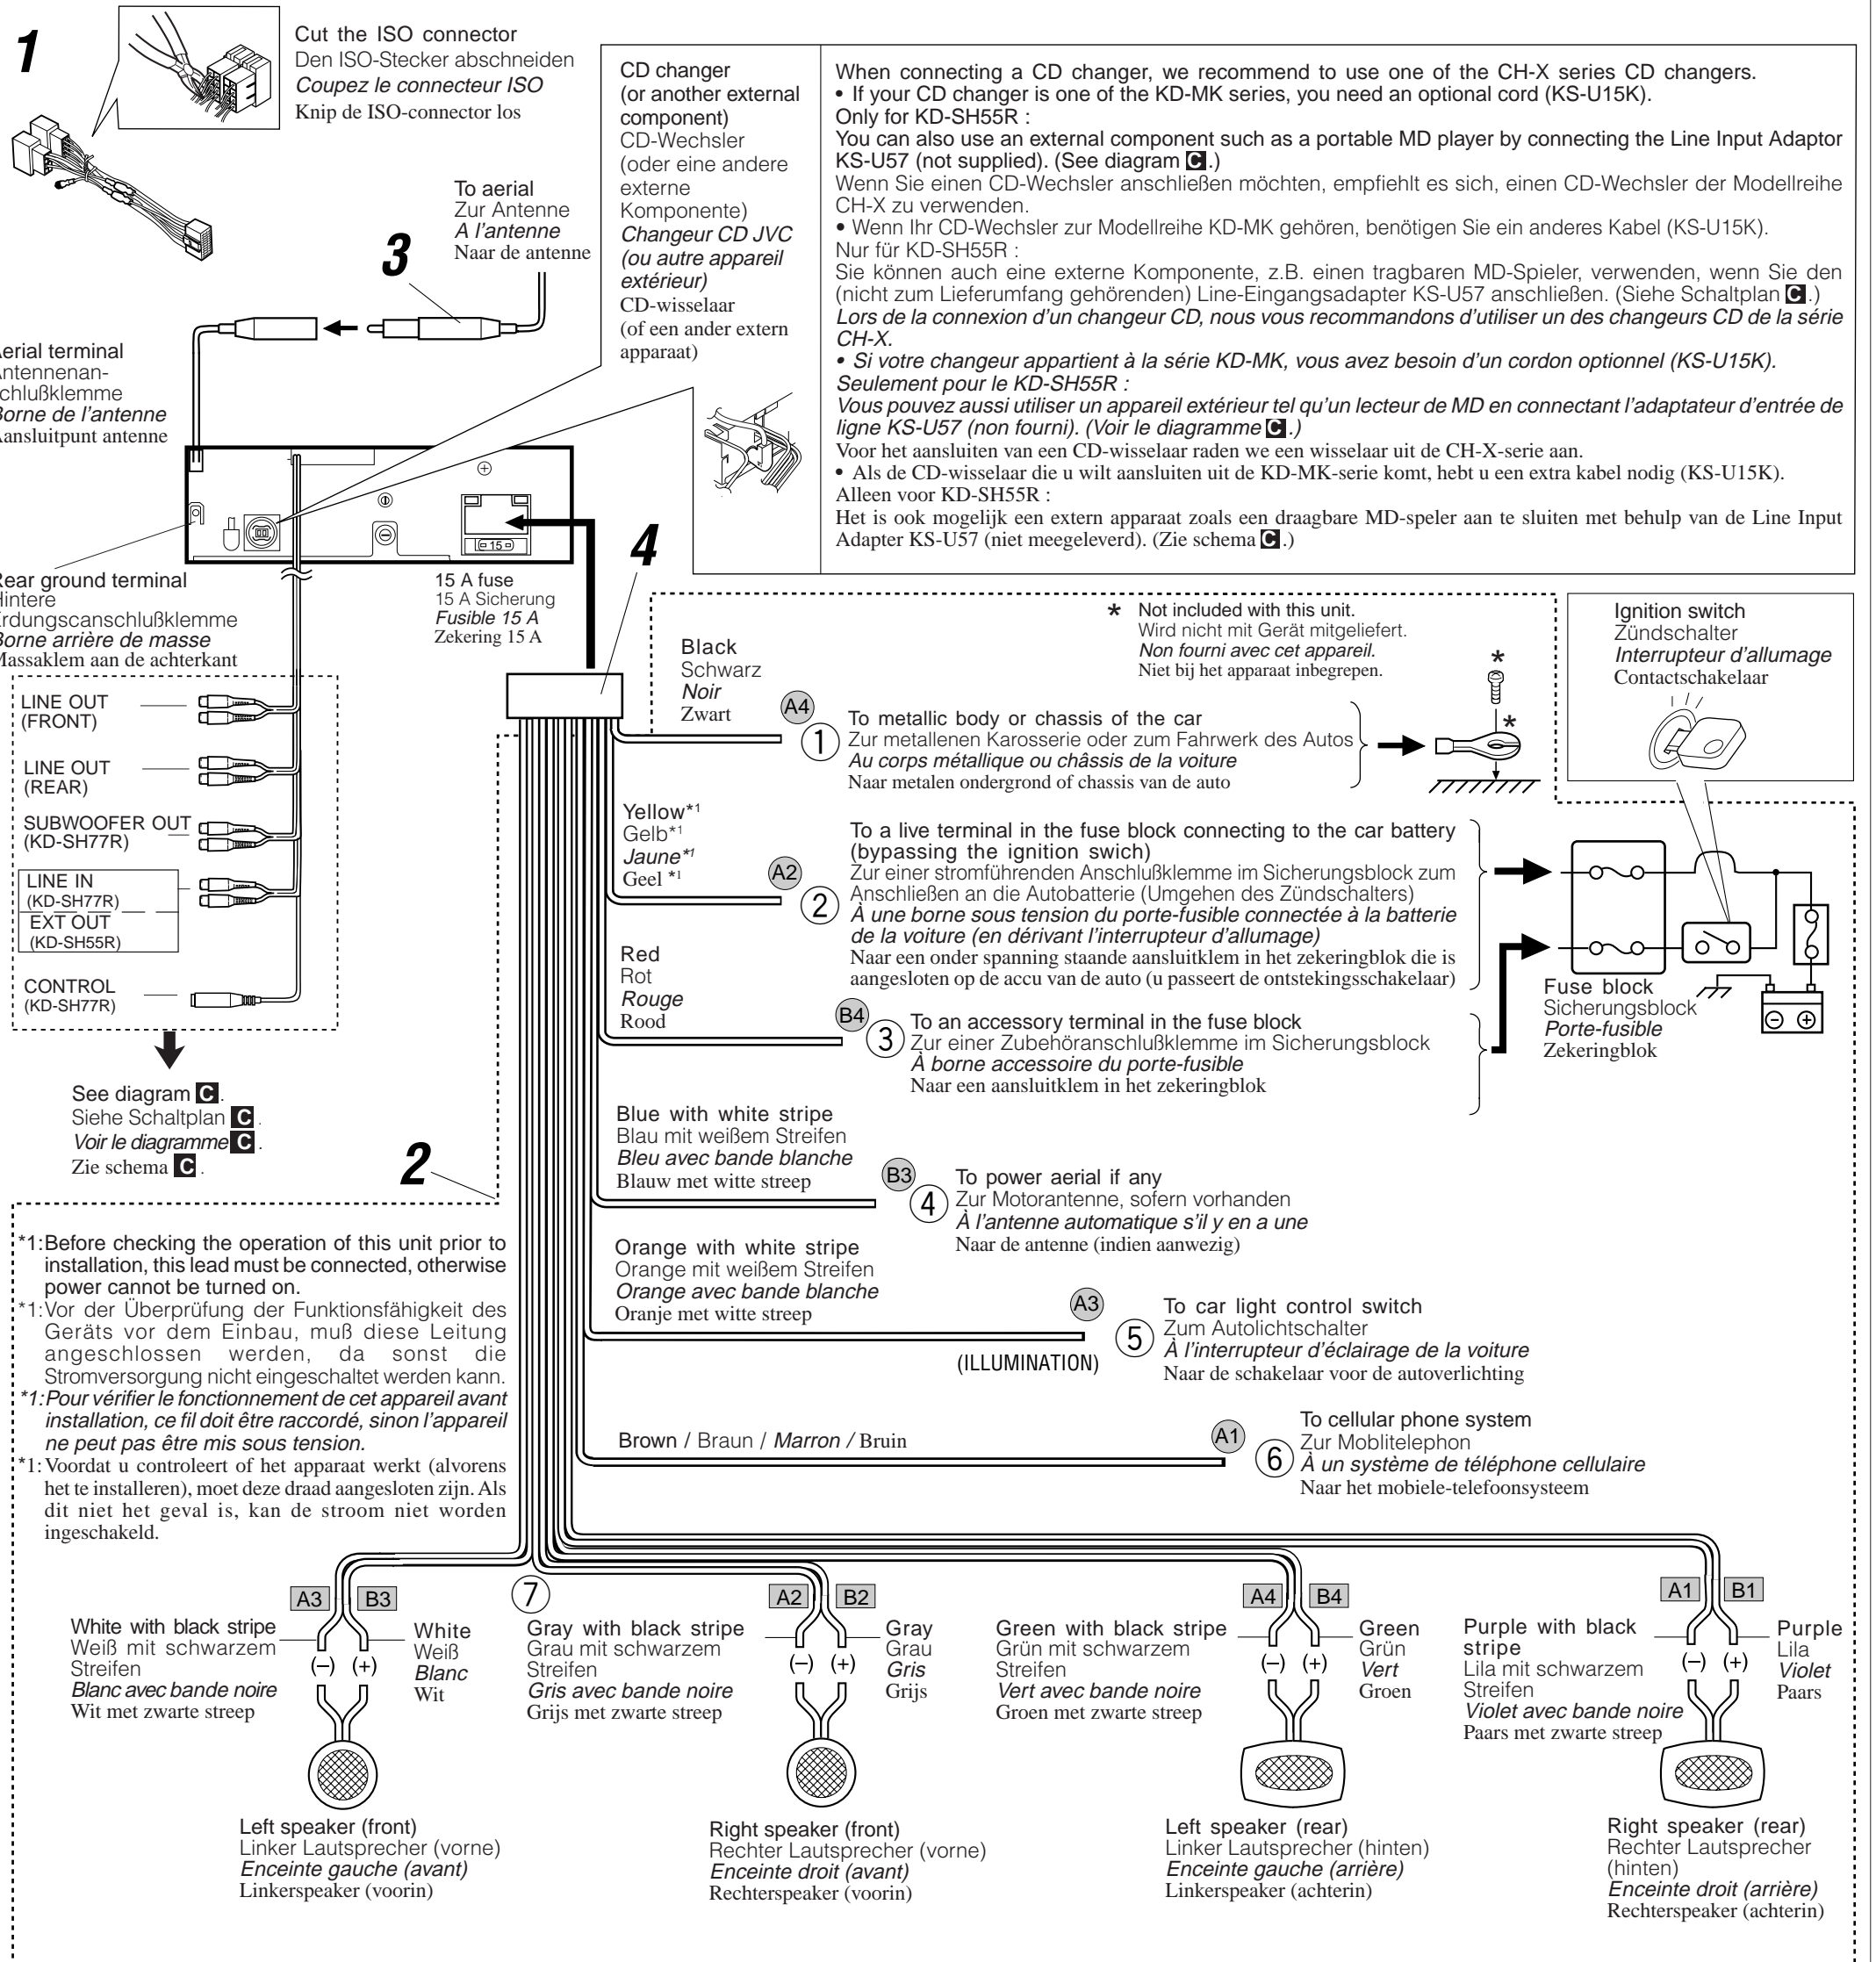 1
Cut the ISO connector
Den ISO-Stecker abschneiden
Coupez le connecteur ISO
Knip de ISO-connector los
To aerial
Zur Antenne
A l'antenne
Naar de antenne
3
CD changer
(or another external
component)
CD-Wechsler
(oder eine andere
externe
Komponente)
Changeur CD JVC
(ou autre appareil
extérieur)
CD-wisselaar
(of een ander extern
apparaat)
When connecting a CD changer, we recommend to use one of the CH-X series CD changers.
• If your CD changer is one of the KD-MK series, you need an optional cord (KS-U15K).
Only for KD-SH55R :
You can also use an external component such as a portable MD player by connecting the Line Input Adaptor
KS-U57 (not supplied). (See diagram C .)
Wenn Sie einen CD-Wechsler anschließen möchten, empfiehlt es sich, einen CD-Wechsler der Modellreihe
CH-X zu verwenden.
• Wenn Ihr CD-Wechsler zur Modellreihe KD-MK gehören, benötigen Sie ein anderes Kabel (KS-U15K).
Nur für KD-SH55R :
Sie können auch eine externe Komponente, z.B. einen tragbaren MD-Spieler, verwenden, wenn Sie den
(nicht zum Lieferumfang gehörenden) Line-Eingangsadapter KS-U57 anschließen. (Siehe Schaltplan C .)
Lors de la connexion d'un changeur CD, nous vous recommandons d'utiliser un des changeurs CD de la série
CH-X.
• Si votre changeur appartient à la série KD-MK, vous avez besoin d'un cordon optionnel (KS-U15K).
Seulement pour le KD-SH55R :
Vous pouvez aussi utiliser un appareil extérieur tel qu'un lecteur de MD en connectant l'adaptateur d'entrée de
ligne KS-U57 (non fourni). (Voir le diagramme C .)
Voor het aansluiten van een CD-wisselaar raden we een wisselaar uit de CH-X-serie aan.
• Als de CD-wisselaar die u wilt aansluiten uit de KD-MK-serie komt, hebt u een extra kabel nodig (KS-U15K).
Alleen voor KD-SH55R :
Het is ook mogelijk een extern apparaat zoals een draagbare MD-speler aan te sluiten met behulp van de Line Input
Adapter KS-U57 (niet meegeleverd). (Zie schema C .)
erial terminal
ntennenan-
chlußklemme
orne de l'antenne
ansluitpunt antenne
15
4
ear ground terminal
intere
rdungscanschlußklemme
orne arrière de masse
Massaklem aan de achterkant
15 A fuse
15 A Sicherung
Fusible 15 A
Zekering 15 A
LINE OUT
(FRONT)
LINE OUT
(REAR)
SUBWOOFER OUT
(KD-SH77R)
LINE IN
(KD-SH77R)
EXT OUT
(KD-SH55R)
CONTROL
(KD-SH77R)
See diagram C .
Siehe Schaltplan C .
Voir le diagramme C .
Zie schema C .
2
* Not included with this unit.
Wird nicht mit Gerät mitgeliefert.
Non fourni avec cet appareil.
Niet bij het apparaat inbegrepen.
*
*
Ignition switch
Zündschalter
Interrupteur d'allumage
Contactschakelaar
Black
Schwarz
Noir
Zwart
A4
1
To metallic body or chassis of the car
Zur metallenen Karosserie oder zum Fahrwerk des Autos
Au corps métallique ou châsis de la voiture
Naar metalen ondergrond of chassis van de auto
Yellow*1
Gelb*1
Jaune*1
Geel *1
A2
2
To a live terminal in the fuse block connecting to the car battery
(bypassing the ignition swich)
Zur einer stromführenden Anschlußklemme im Sicherungsblock zum
Anschließen an die Autobatterie (Umgehen des Zündschalters)
À une borne sous tension du porte-fusible connectée à la batterie
de la voiture (en dérivant l'interrupteur d'allumage)
Naar een onder spanning staande aansluitklem in het zekeringblok die is
aangesloten op de accu van de auto (u passeert de ontstekingsschakelaar)
Fuse block
Sicherungsblock
Porte-fusible
Zekeringblok
Red
Rot
Rouge
Rood
B4
3
To an accessory terminal in the fuse block
Zur einer Zubehöranschlußklemme im Sicherungsblock
À borne accessoire du porte-fusible
Naar een aansluitklem in het zekeringblok
Blue with white stripe
Blau mit weißem Streifen
Bleu avec bande blanche
Blauw met witte streep
B3
4
To power aerial if any
Zur Motorantenne, sofern vorhanden
À l'antenne automatique s'il y en a une
Naar de antenne (indien aanwezig)
Orange with white stripe
Orange mit weißem Streifen
Orange avec bande blanche
Oranje met witte streep
(ILLUMINATION)
A3
5
To car light control switch
Zum Autolichtschalter
À l'interrupteur d'éclairage de la voiture
Naar de schakelaar voor de autoverlichting
Brown / Braun / Marron / Bruin
A1
6
To cellular phone system
Zur Moblitelephon
À un système de téléphone cellulaire
Naar het mobiele-telefoonsysteem
*1:Before checking the operation of this unit prior to
installation, this lead must be connected, otherwise
power cannot be turned on.
*1:Vor der Überprüfung der Funktionsfähigkeit des
Geräts vor dem Einbau, muß diese Leitung
angeschlossen werden, da sonst die
Stromversorgung nicht eingeschaltet werden kann.
*1:Pour vérifier le fonctionnement de cet appareil avant
installation, ce fil doit être raccordé, sinon l'appareil
ne peut pas être mis sous tension.
*1:Voordat u controleert of het apparaat werkt (alvorens
het te installeren), moet deze draad aangesloten zijn. Als
dit niet het geval is, kan de stroom niet worden
ingeschakeld.
7
A3 B3
White with black stripe
Weiß mit schwarzem
Streifen
Blanc avec bande noire
Wit met zwarte streep
(−) (+)
White
Weiß
Blanc
Wit
Left speaker (front)
Linker Lautsprecher (vorne)
Enceinte gauche (avant)
Linkerspeaker (voorin)
A2 B2
Gray with black stripe
Grau mit schwarzem
Streifen
Gris avec bande noire
Grijs met zwarte streep
(−) (+)
Gray
Grau
Gris
Grijs
Right speaker (front)
Rechter Lautsprecher (vorne)
Enceinte droit (avant)
Rechterspeaker (voorin)
A4 B4
Green with black stripe
Grün mit schwarzem
Streifen
Vert avec bande noire
Groen met zwarte streep
(−) (+)
Green
Grün
Vert
Groen
Left speaker (rear)
Linker Lautsprecher (hinten)
Enceinte gauche (arrière)
Linkerspeaker (achterin)
A1 B1
Purple with black
stripe
Lila mit schwarzem
Streifen
Violet avec bande noire
Paars met zwarte streep
(−) (+)
Purple
Lila
Violet
Paars
Right speaker (rear)
Rechter Lautsprecher
(hinten)
Enceinte droit (arrière)
Rechterspeaker (achterin)